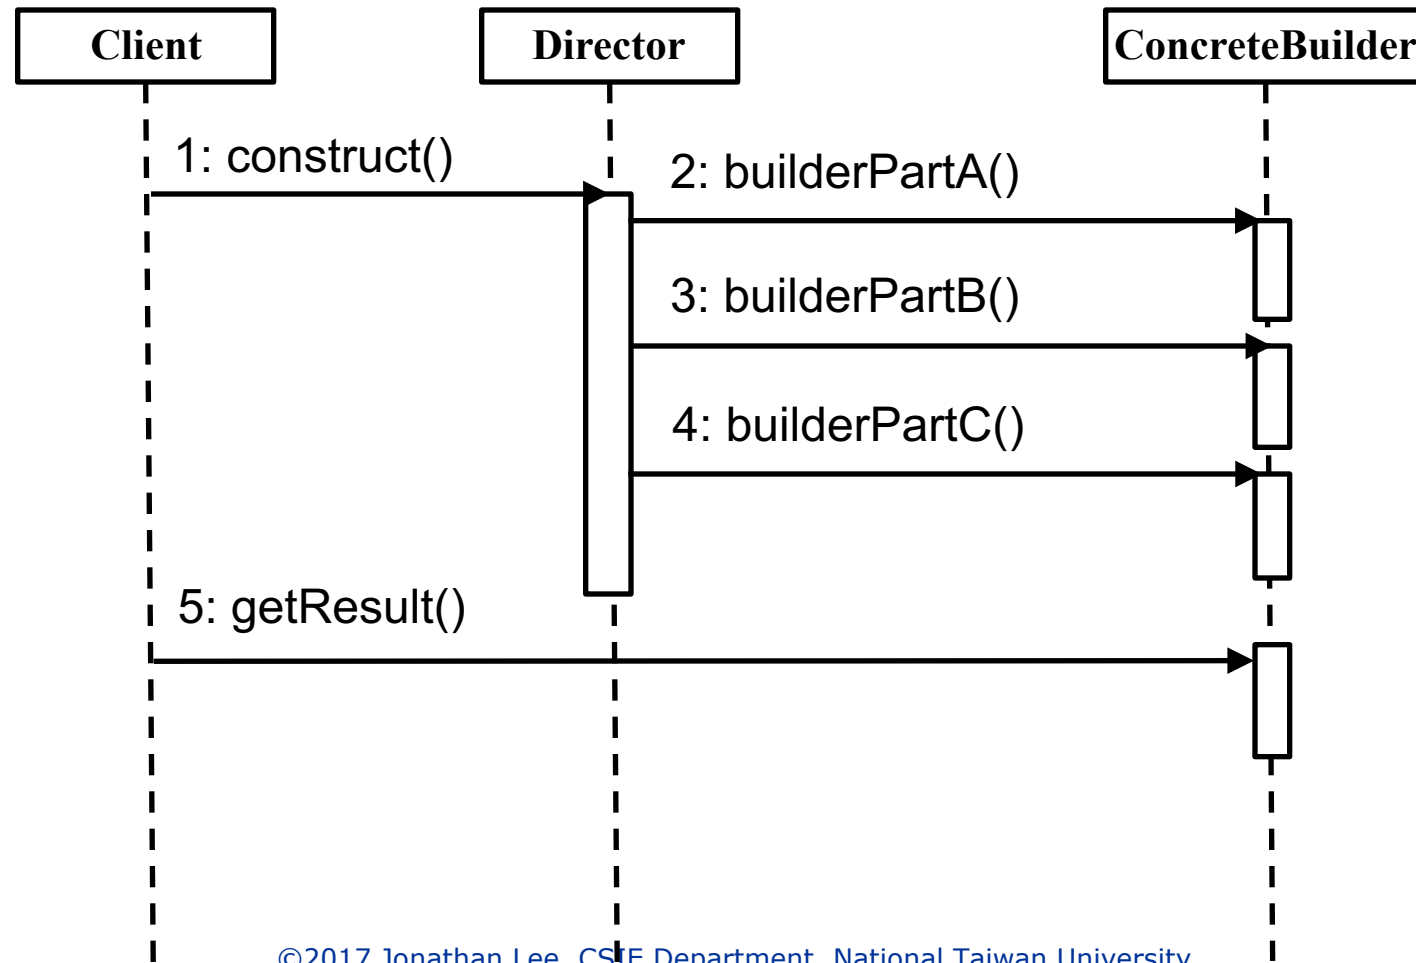 Client
Director
ConcreteBuilder
1: construct()
2: builderPartA()
3: builderPartB()
4: builderPartC()
5: getResult()
©2017 Jonathan Lee, CSIE Department, National Taiwan University